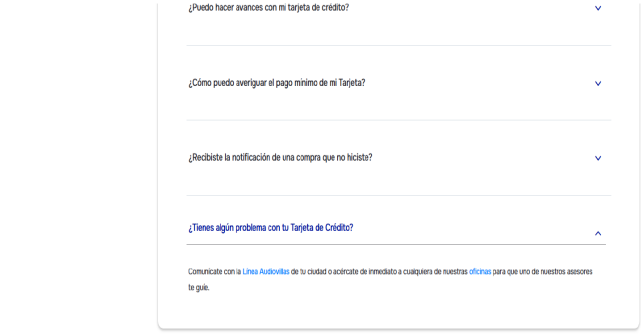 ¿Puedo hacer avances con mi tarjeta de crédito?
¿Cómo puedo averiguar el pago mínimo de mi Tarjeta?
¿Recibiste la notificación de una compra que no hiciste?
¿Tienes algún problema con tu Tarjeta de Crédito?
Comunícate con la Línea Audiovillas de tu ciudad o acércate de inmediato a cualquiera de nuestras oficinas para que uno de nuestros asesores
te guíe.